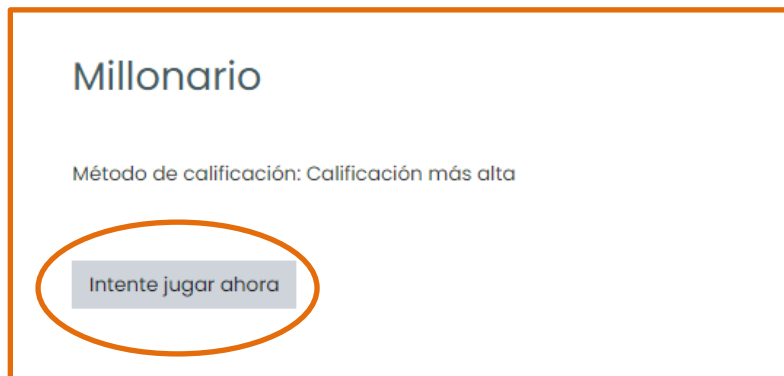 Millonario
Método de calificación: Calificación más alta
Intente jugar ahora